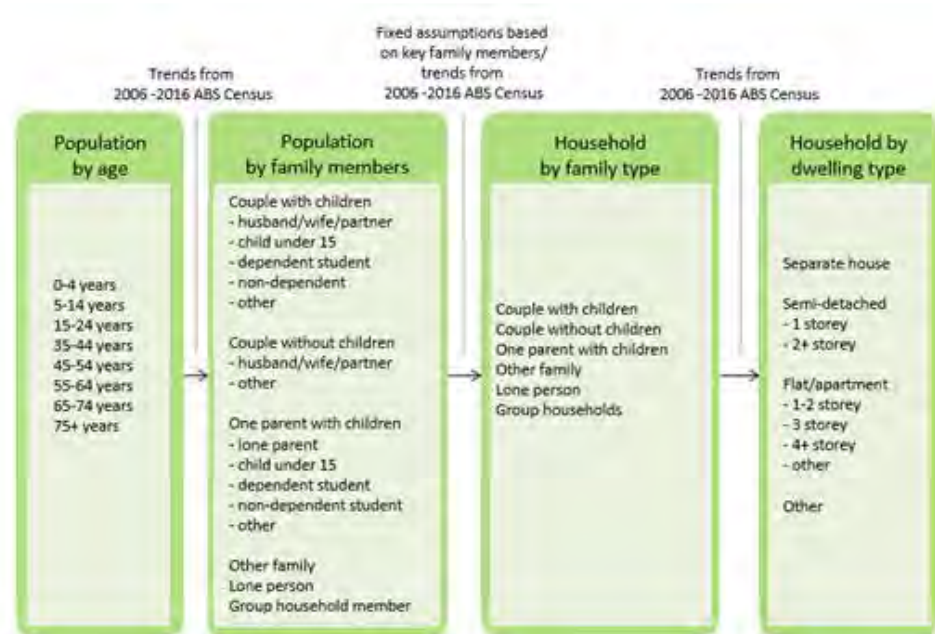 Trends from
2006 -2016 ABS Census
Fixed assumptions based
on key family members/
trends from
2006 -2016 ABS Census
Trends from
2006 -2016 ABS Census
Population
by age
0-4 years
5-14 years
15-24 years
35-44 years
45-54 years
55-64 years
65-74 years
75+ years
Population
by family members
Couple with children
- husband/wife/partner
- child under 15
- dependent student
- non-dependent
- other
Couple without children
- husband/wife/partner
- other
One parent with children
- lone parent
- child under 15
- dependent student
- non-dependent student
- other
Other family
Lone person
Group household member
Household
by family type
Couple with children
Couple without children
One parent with children
Other family
Lone person
Group households
Household by
dwelling type
Separate house
Semi-detached
- 1 storey
- 2+ storey
Flat/apartment
- 1-2 storey
- 3 storey
- 4+ storey
- other
Other